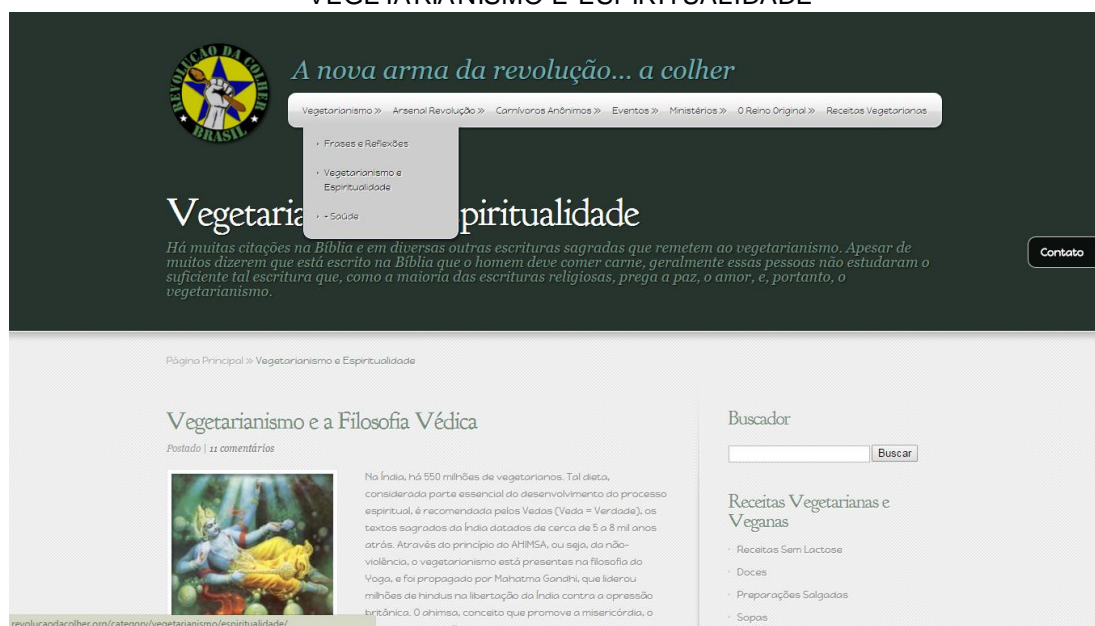 VEGETARIANISMO E ESPIRITUALIDADE
REVOLUÇÃO DA COLHER
BRASIL
A nova arma da revolução... a colher
Vegetarianismo » Arsenal Revolução » Carnívoros Anônimos » Eventos » Ministérios » O Reino Original » Receitas Vegetarianas
Frases e Reflexões
Vegetarianismo e
Espiritualidade
- Saúde
Vegetaria piritualidade
Há muitas citações na Bíblia e em diversas outras escrituras sagradas que remetem ao vegetarianismo. Apesar de
muitos dizerem que está escrito na Bíblia que o homem deve comer carne, geralmente essas pessoas não estudaram o
suficiente tal escritura que, como a maioria das escrituras religiosas, prega a paz, o amor, e, portanto, o
vegetarianismo.
Contato
Página Principal » Vegetarianismo e Espiritualidade
Vegetarianismo e a Filosofia Védica
Postado | 11 comentários
Na Índia, há 550 milhões de vegetarianos. Tal dieta,
considerada parte essencial do desenvolvimento do processo
espiritual, é recomendada pelos Vedas (Veda = Verdade), os
textos sagrados da Índia datados de cerca de 5 a 8 mil anos
atrás. Através do princípio do AHIMSA, ou seja, da não-
violência, o vegetarianismo está presentes na filosofia do
Yoga, e foi propagado por Mahatma Gandhi, que liderou
milhões de hindus na libertação da Índia contra a opressão
britânica. O ahimsa, conceito que promove a misericórdia, o
Buscador
Buscar
Receitas Vegetarianas e
Veganas
Receitas Sem Lactose
Doces
Preparações Salgadas
Sopas
revolucaodacolher.org/category/vegetarianismo/espiritualidade/